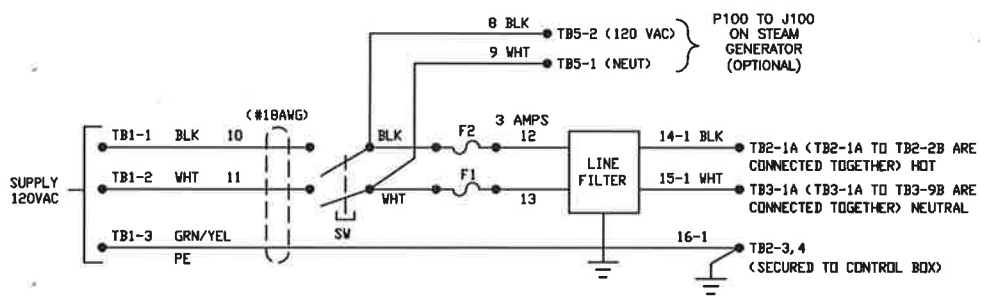 8 BLK
TB5-2 (120 VAC)
9 WHT
TB5-1 (NEUT)
P100 TO J100
ON STEAM
GENERATOR
(OPTIONAL)
(#18AWG)
3 AMPS
TB1-1 BLK 10
BLK
F2
12
14-1 BLK
TB2-1A (TB2-1A TO TB2-2B ARE
CONNECTED TOGETHER) HOT
SUPPLY
120VAC
TB1-2 WHT 11
WHT
F1
13
LINE
FILTER
15-1 WHT
TB3-1A (TB3-1A TO TB3-9B ARE
CONNECTED TOGETHER) NEUTRAL
SW
TB1-3 GRN/YEL
PE
16-1
TB2-3,4
(SECURED TO CONTROL BOX)